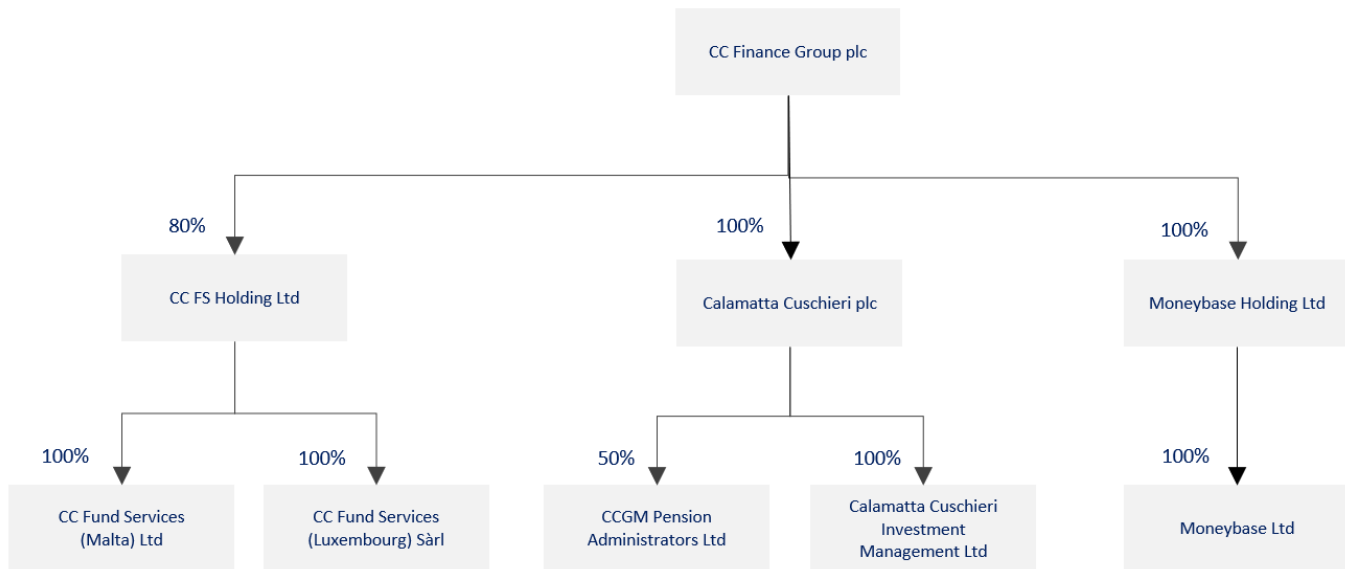 CC Finance Group plc
80%
100%
100%
CC FS Holding Ltd
Calamatta Cuschieri plc
Moneybase Holding Ltd
100%
100%
50%
100%
100%
CC Fund Services
(Malta) Ltd
CC Fund Services
(Luxembourg) Sàrl
CCGM Pension
Administrators Ltd
Calamatta Cuschieri
Investment
Management Ltd
Moneybase Ltd